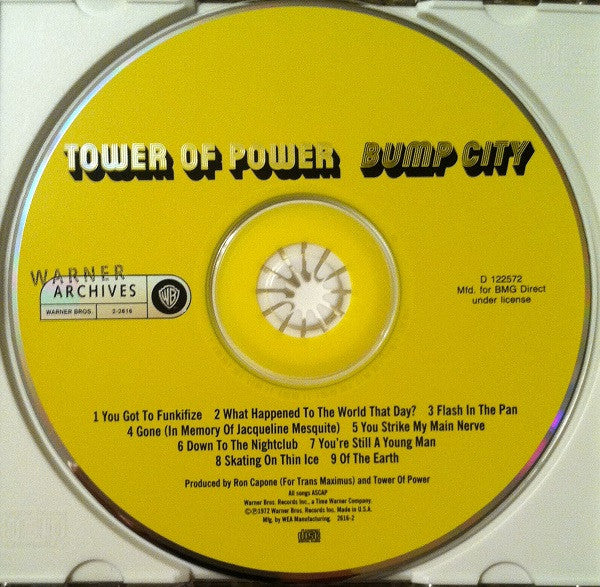 TOWER OF POWER BUMP CITY
WARNER
ARCHIVES
WARNER BROS. 2-2616
WB
D 122572
Mfd. for BMG Direct
under license
1 You Got To Funkifize 2 What Happened To The World That Day? 3 Flash In The Pan
4 Gone (In Memory Of Jacqueline Mesquite) 5 You Strike My Main Nerve
6 Down To The Nightclub 7 You're Still A Young Man
8 Skating On Thin Ice 9 Of The Earth
Produced by Ron Capone (For Trans Maximus) and Tower Of Power
All songs ASCAP
Warner Bros. Records Inc., a Time Warner Company.
©℗1972 Warner Bros. Records Inc. Made in U.S.A.
Mfg. by WEA Manufacturing. 2616-2